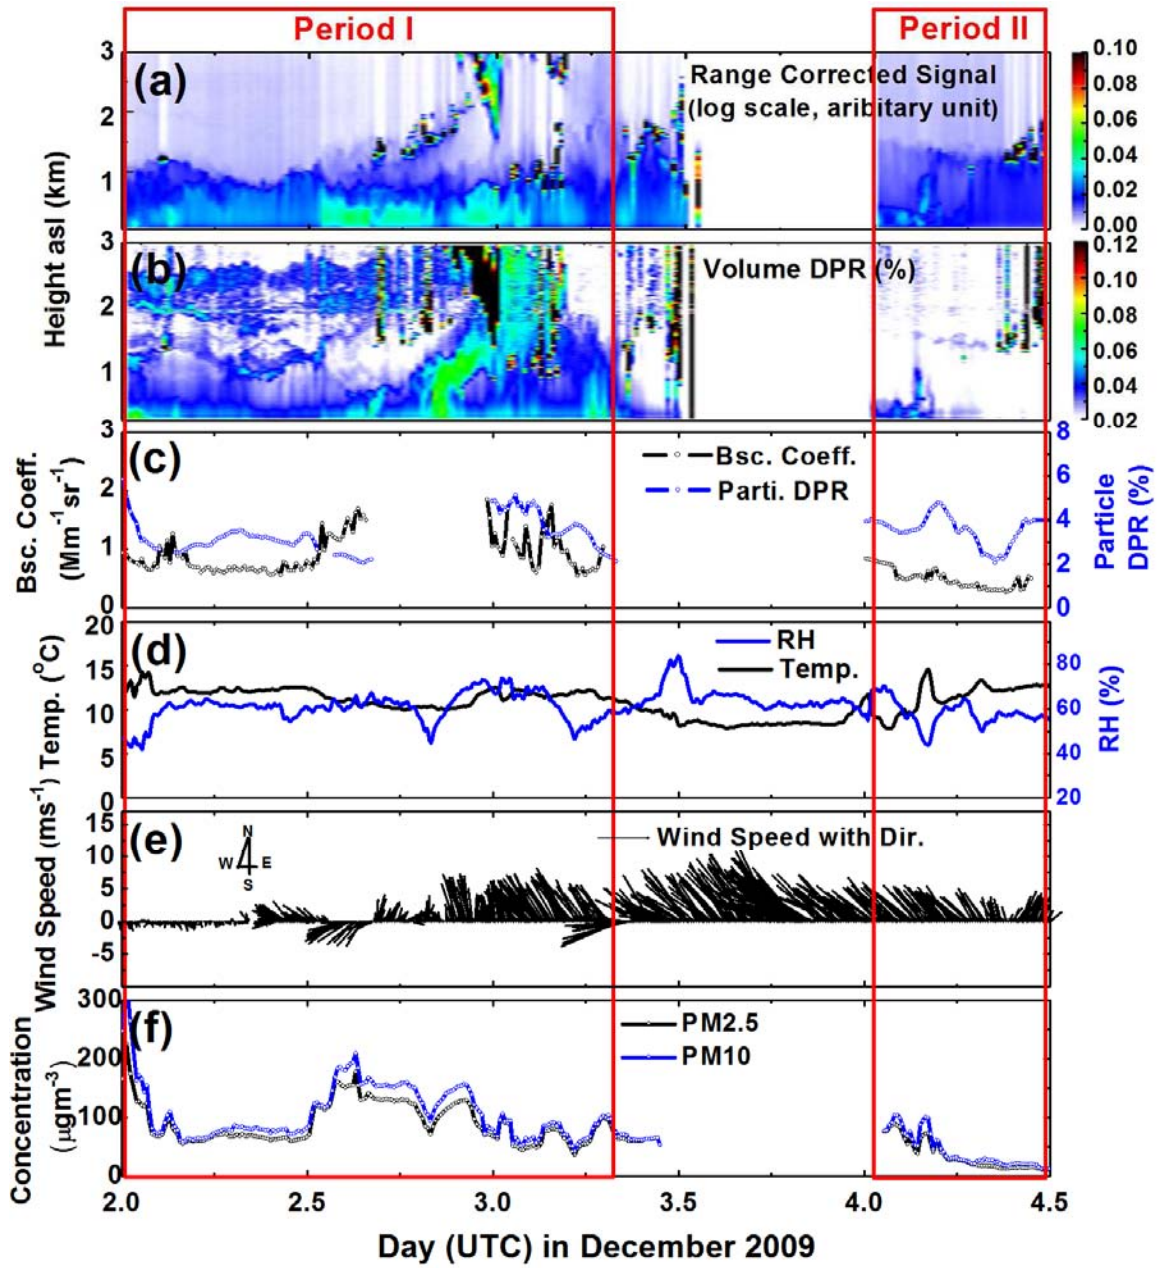 Period I
Period II
Height asl (km)
(a)
Range Corrected Signal
(log scale, aribitary unit)
3
2
1
0.10
0.08
0.06
0.04
0.02
0.00
(b)
Volume DPR (%)
3
2
1
0.12
0.10
0.08
0.06
0.04
0.02
Bsc. Coeff.
(Mm-1 sr-1)
(c)
Bsc. Coeff.
Parti. DPR
3
2
1
0
8
6
4
2
0
Particle
DPR (%)
Temp. (°C)
(d)
RH
Temp.
20
15
10
5
0
80
60
40
20
RH (%)
Wind Speed (ms-1)
(e)
N
W E
S
Wind Speed with Dir.
15
10
5
0
-5
Concentration
(μgm-3)
(f)
PM2.5
PM10
300
200
100
0
2.0 2.5 3.0 3.5 4.0 4.5
Day (UTC) in December 2009